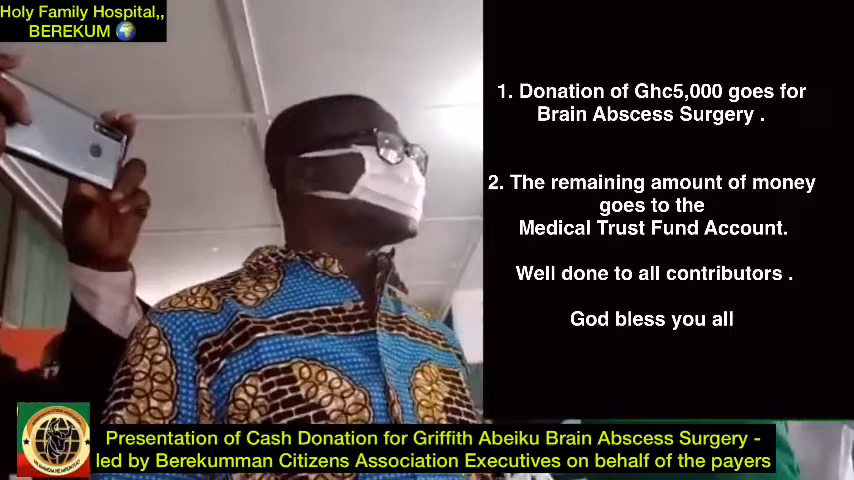 Holy Family Hospital,,
BEREKUM
1. Donation of Ghc5,000 goes for
Brain Abscess Surgery .
2. The remaining amount of money
goes to the
Medical Trust Fund Account.
Well done to all contributors .
God bless you all
Presentation of Cash Donation for Griffith Abeiku Brain Abscess Surgery -
led by Berekumman Citizens Association Executives on behalf of the payers